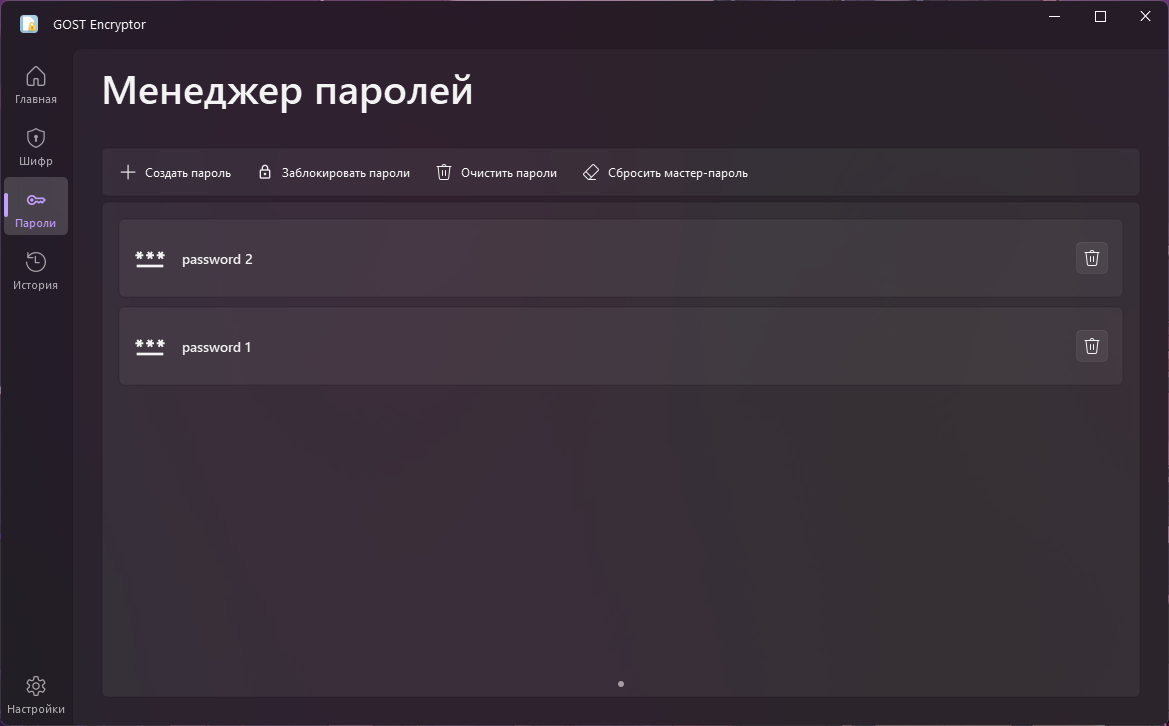 GOST Encryptor
Главная
Шифр
Пароли
История
Настройки
Менеджер паролей
Создать пароль Заблокировать пароли Очистить пароли Сбросить мастер-пароль
*** password 2
*** password 1